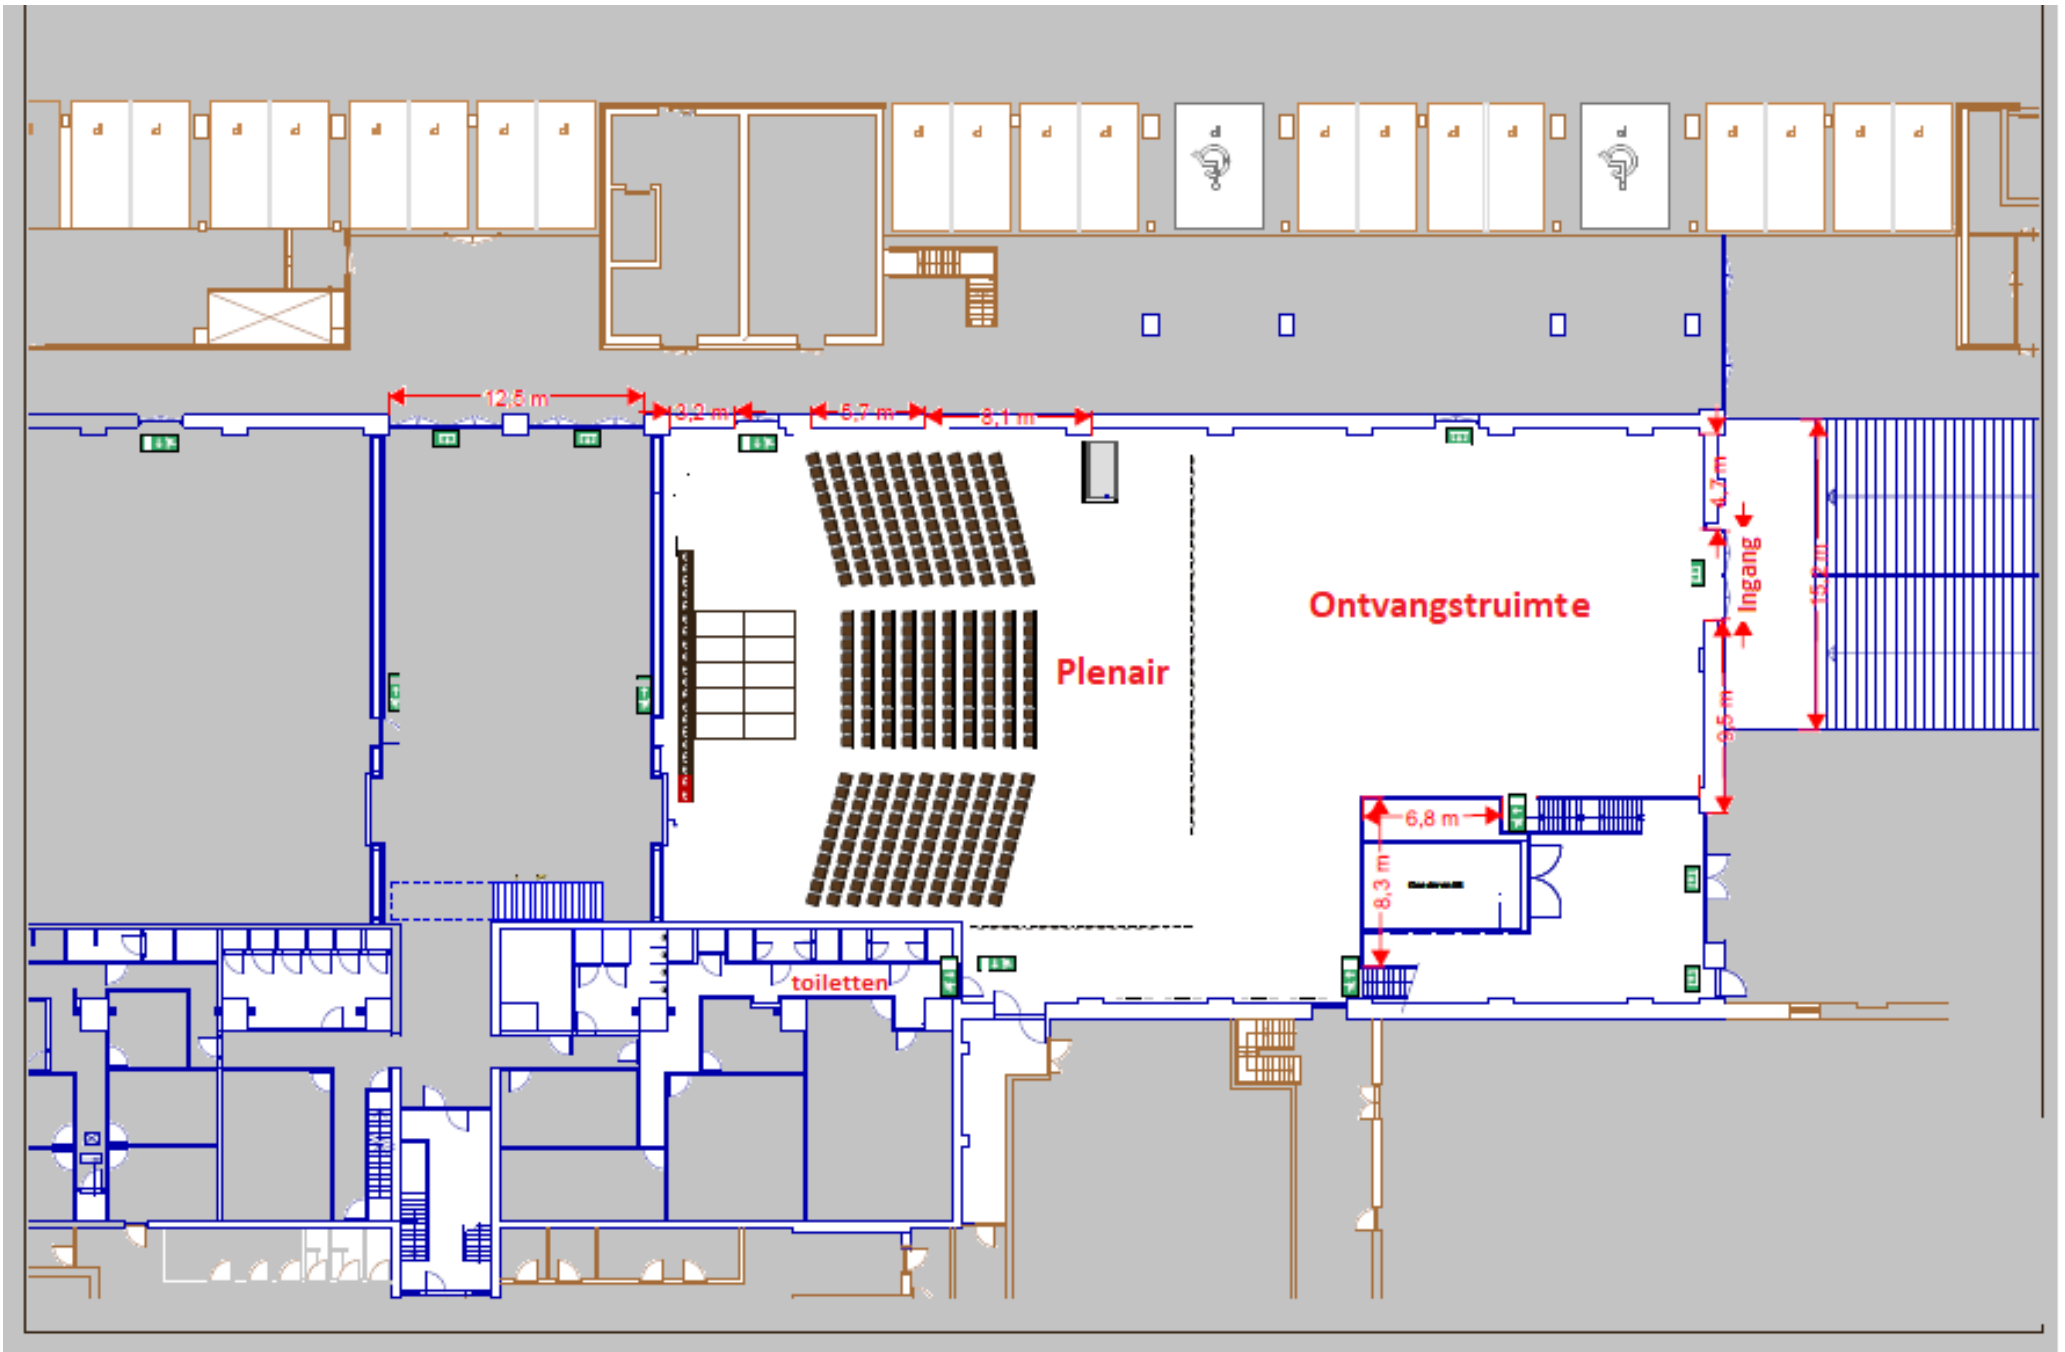 P P P P P P P P P P P P P P P P P P P P P P
12,5 m
3,2 m
5,7 m
8,1 m
4,7 m
Ingang
15,2 m
Ontvangstruimte
Plenair
9,5 m
6,8 m
8,3 m
toiletten